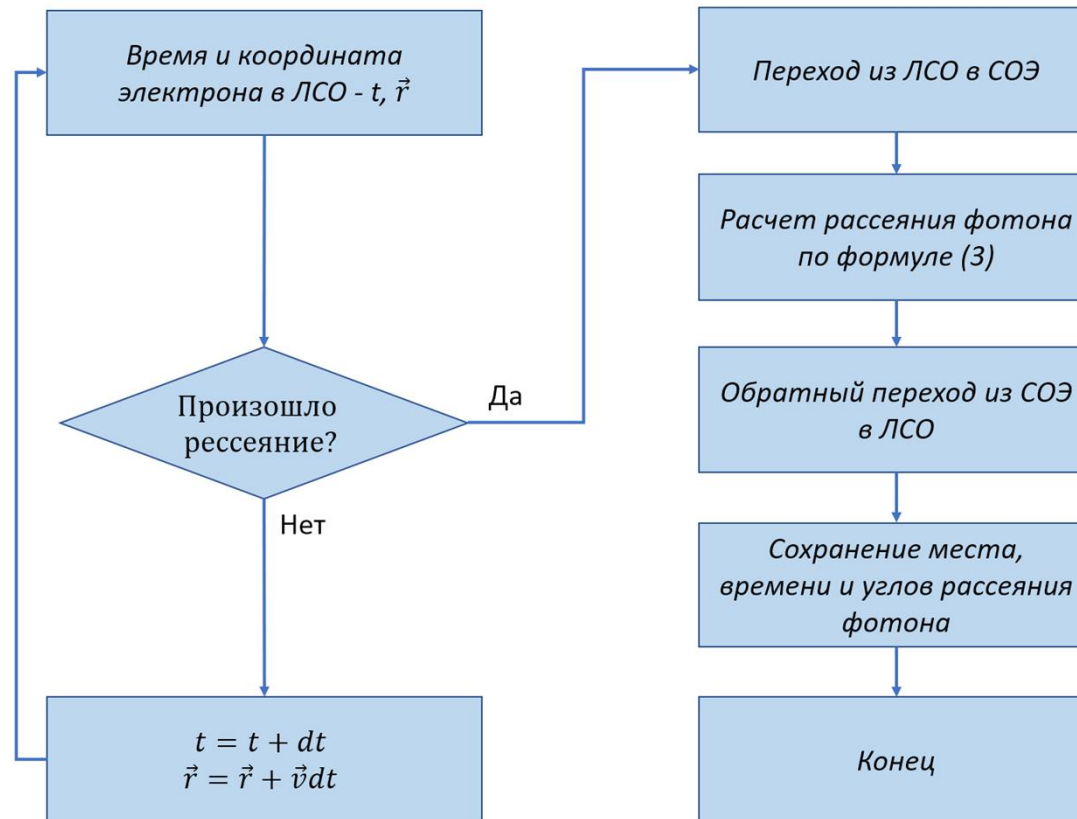 Время и координата
электрона в ЛСО - t, r⃗
Произошло
рессеяние?
Да
Нет
t = t + dt
r⃗ = r⃗ + v⃗dt
Переход из ЛСО в СОЭ
Расчет рассеяния фотона
по формуле (3)
Обратный переход из СОЭ
в ЛСО
Сохранение места,
времени и углов рассеяния
фотона
Конец